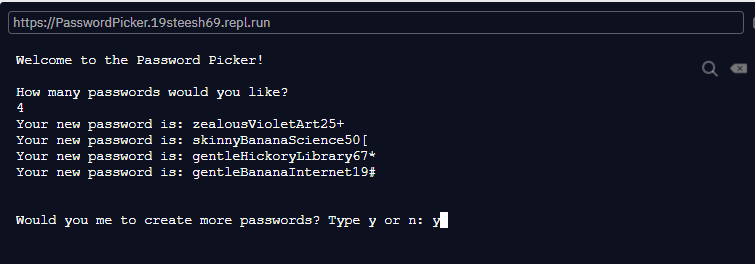 https://PasswordPicker.19steesh69.repl.run
Welcome to the Password Picker!
How many passwords would you like?
4
Your new password is: zealousVioletArt25+
Your new password is: skinnyBananaScience50[
Your new password is: gentleHickoryLibrary67*
Your new password is: gentleBananaInternet19#
Would you me to create more passwords? Type y or n: y